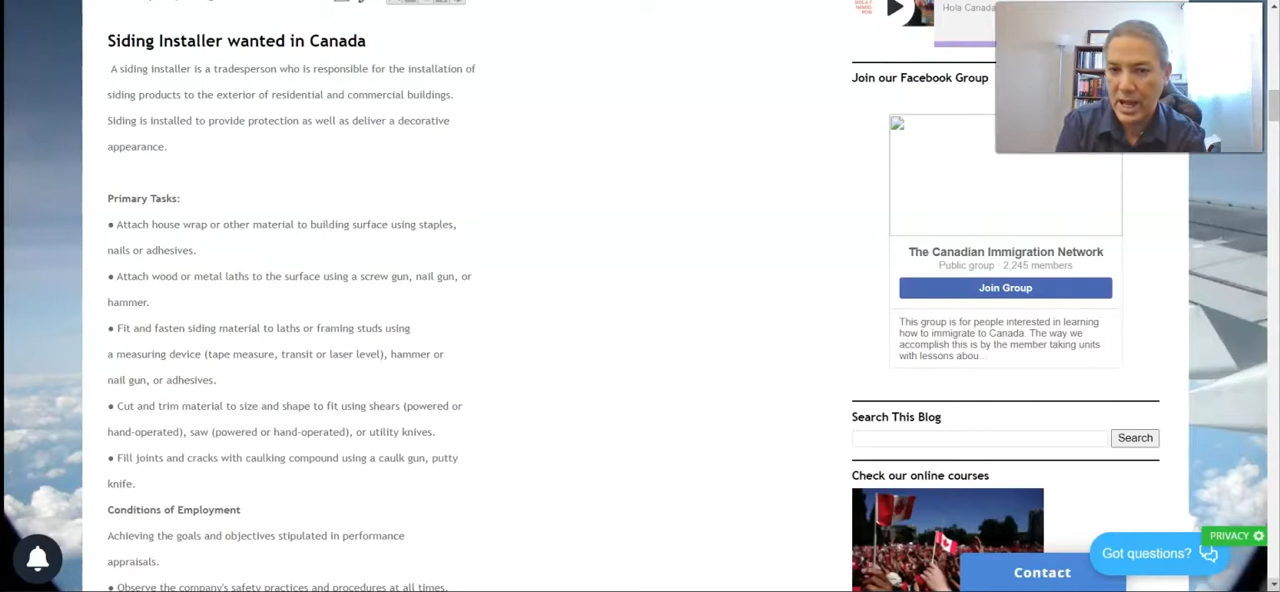 Siding Installer wanted in Canada
A siding installer is a tradesperson who is responsible for the installation of
siding products to the exterior of residential and commercial buildings.
Siding is installed to provide protection as well as deliver a decorative
appearance.
Primary Tasks:
● Attach house wrap or other material to building surface using staples,
nails or adhesives.
● Attach wood or metal laths to the surface using a screw gun, nail gun, or
hammer.
● Fit and fasten siding material to laths or framing studs using
a measuring device (tape measure, transit or laser level), hammer or
nail gun, or adhesives.
● Cut and trim material to size and shape to fit using shears (powered or
hand-operated), saw (powered or hand-operated), or utility knives.
● Fill joints and cracks with caulking compound using a caulk gun, putty
knife.
Conditions of Employment
Achieving the goals and objectives stipulated in performance
appraisals.
● Observe the company's safety practices and procedures at all times.
Hola Canada
Join our Facebook Group
The Canadian Immigration Network
Public group · 2,245 members
Join Group
This group is for people interested in learning
how to immigrate to Canada. The way we
accomplish this is by the member taking units
with lessons abou...
Search This Blog
Search
Check our online courses
PRIVACY
Got questions?
Contact